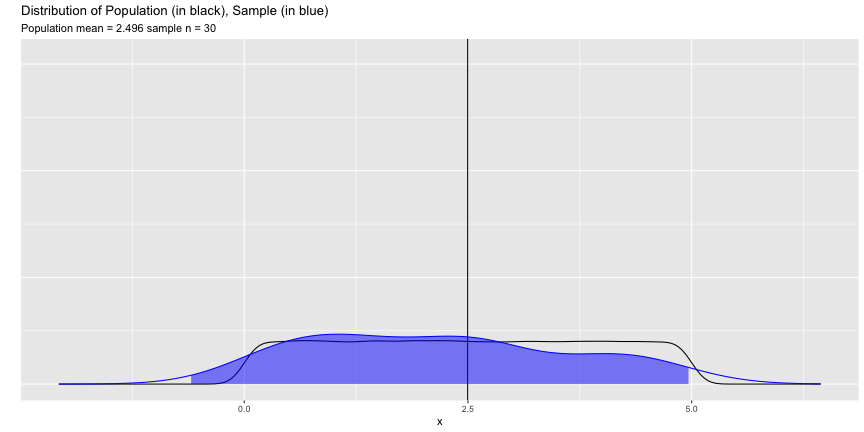 Distribution of Population (in black), Sample (in blue)
Population mean = 2.496 sample n = 30
0.0
2.5
5.0
x